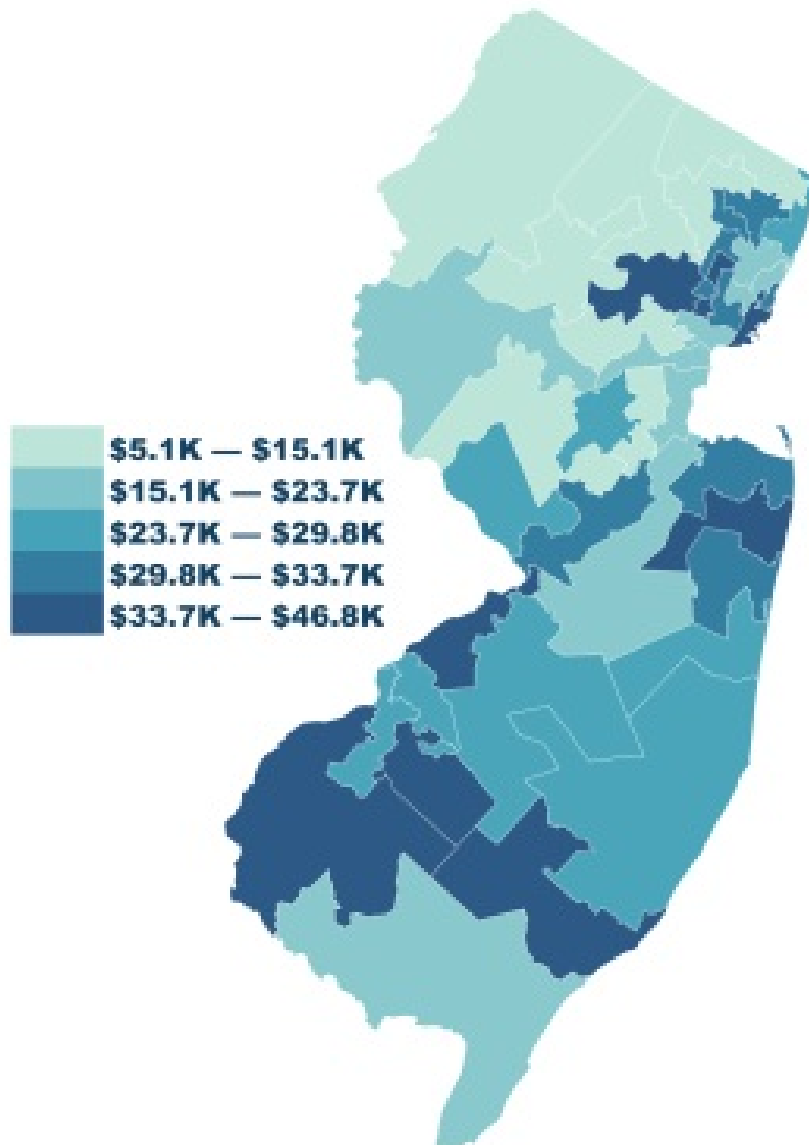 $5.1K — $15.1K
$15.1K — $23.7K
$23.7K — $29.8K
$29.8K — $33.7K
$33.7K — $46.8K